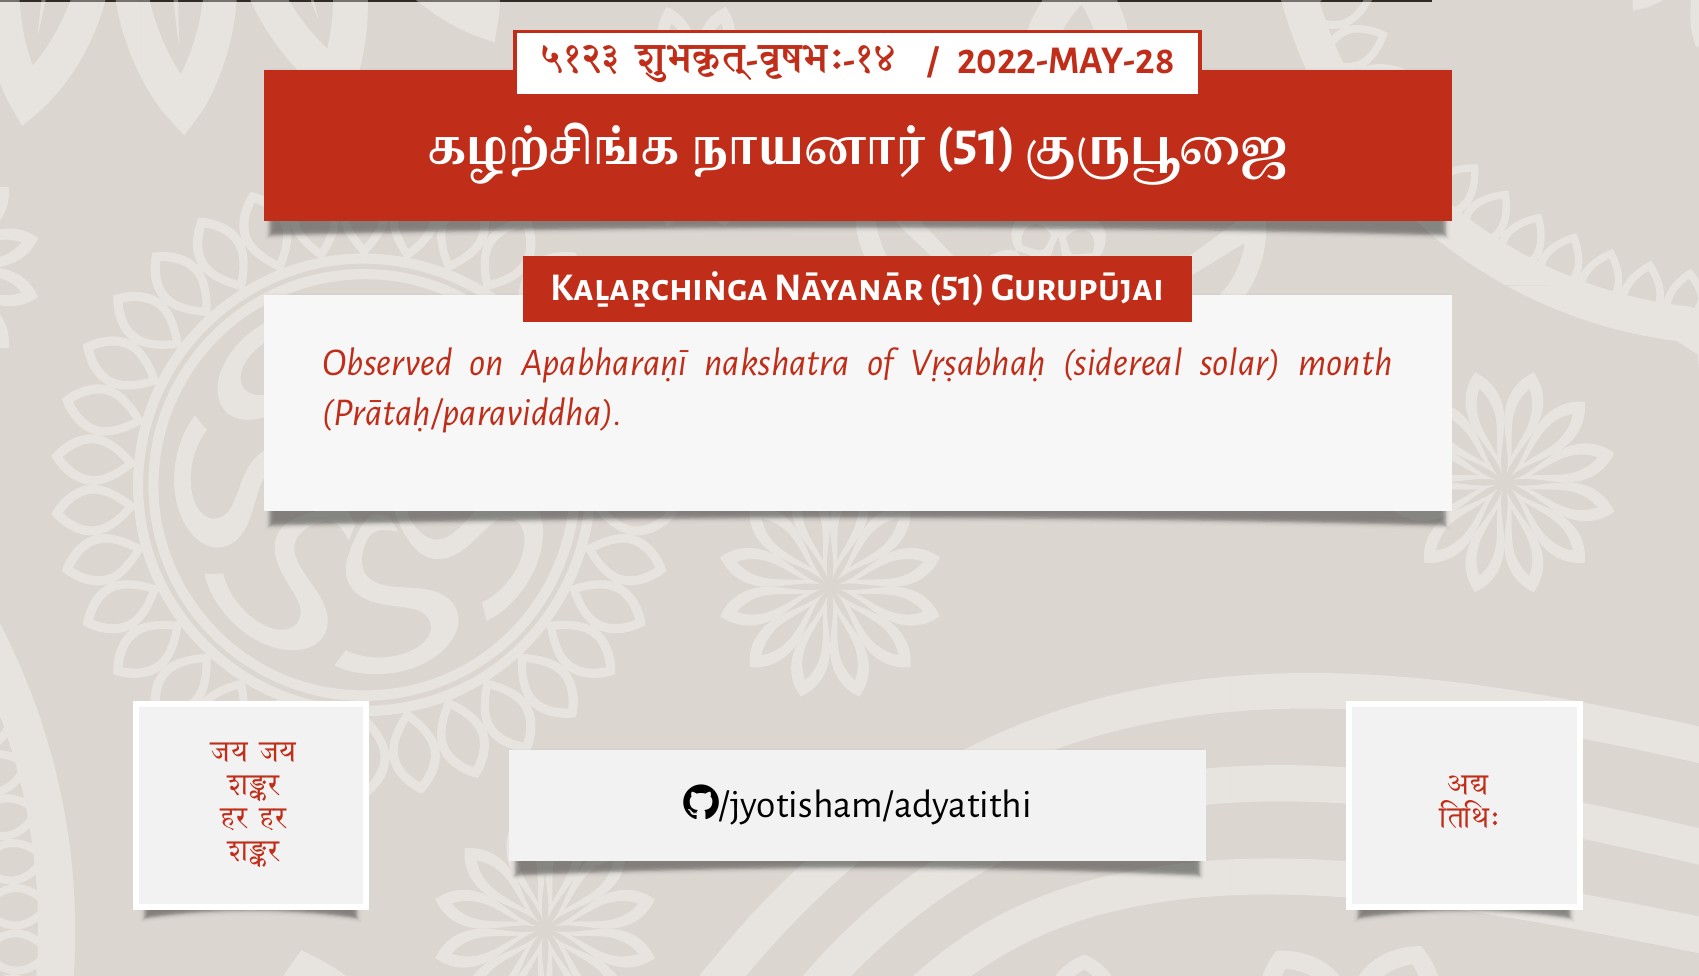 ५१२३ शुभकृत्-वृषभः-१४ / 2022-MAY-28
கழற்சிங்க நாயனார் (51) குருபூஜை
Kaḻaṟchiṅga Nāyanār (51) Gurupūjai
Observed on Apabharaṇī nakshatra of Vṛṣabhaḥ (sidereal solar) month
(Prātaḥ/paraviddha).
जय जय
शङ्कर
हर हर
शङ्कर
/jyotisham/adyatithi
अद्य
तिथिः